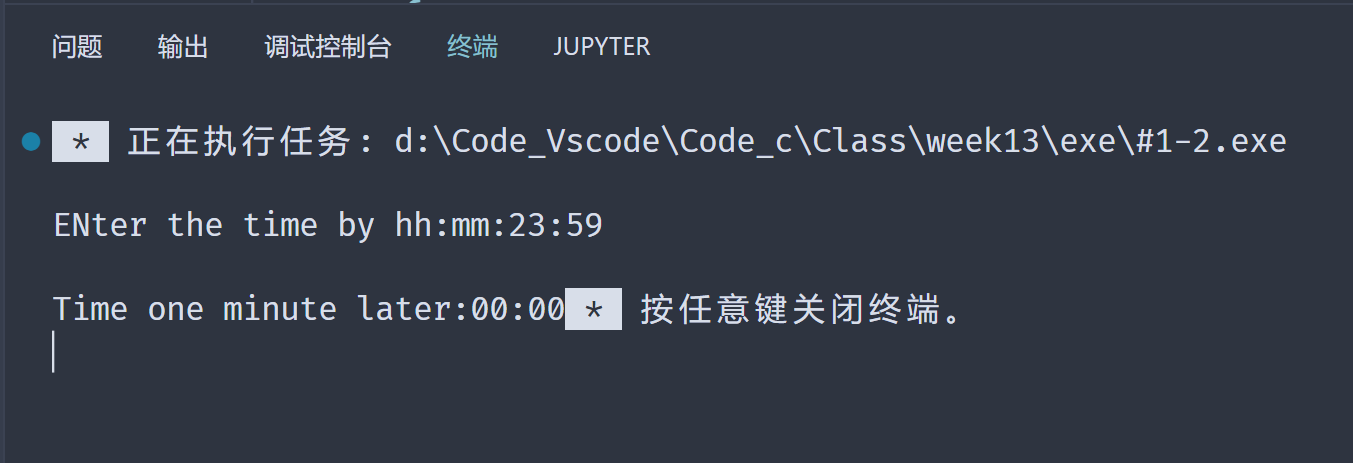 问题 输出 调试控制台 终端 JUPYTER
* 正在执行任务: d:\Code_Vscode\Code_c\Class\week13\exe\#1-2.exe
ENter the time by hh:mm:23:59
Time one minute later:00:00 * 按任意键关闭终端。